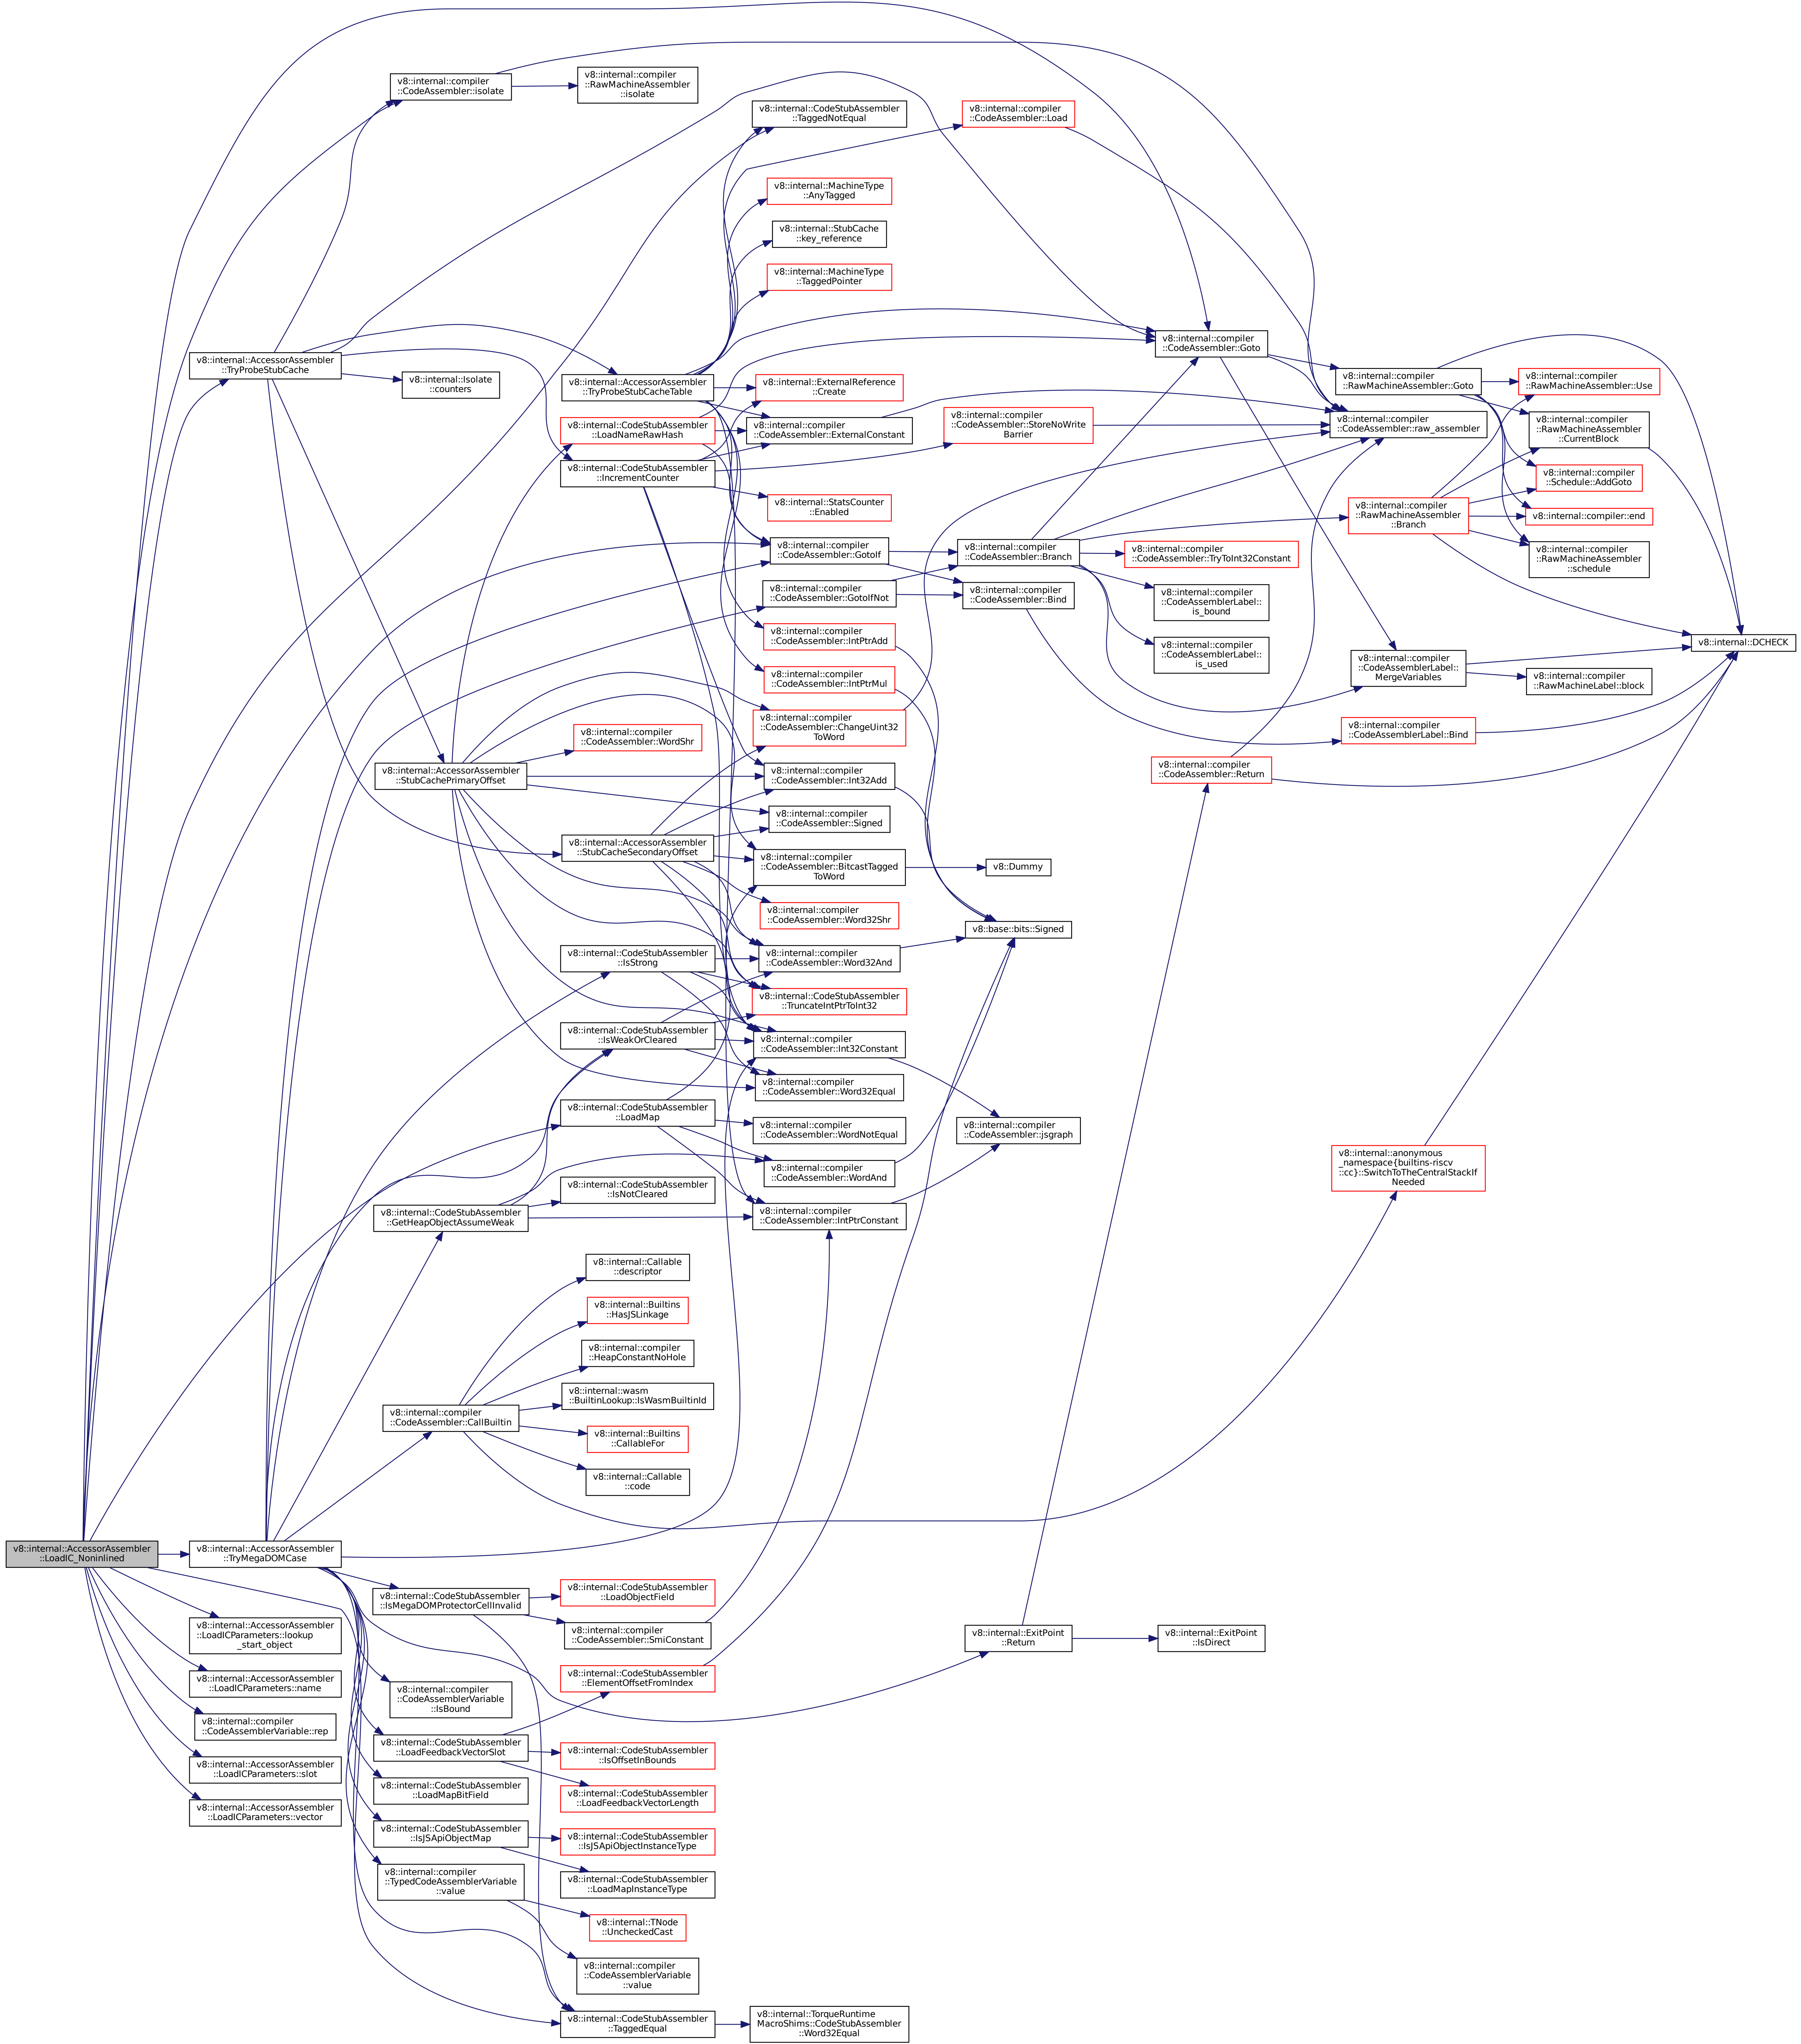 v8::internal::AccessorAssembler
::LoadIC_Noninlined
v8::internal::compiler
::CodeAssembler::isolate
v8::internal::compiler
::RawMachineAssembler
::isolate
v8::internal::AccessorAssembler
::TryProbeStubCache
v8::internal::Isolate
::counters
v8::internal::CodeStubAssembler
::TaggedNotEqual
v8::internal::compiler
::CodeAssembler::Load
v8::internal::MachineType
::AnyTagged
v8::internal::StubCache
::key_reference
v8::internal::MachineType
::TaggedPointer
v8::internal::AccessorAssembler
::TryProbeStubCacheTable
v8::internal::ExternalReference
::Create
v8::internal::CodeStubAssembler
::LoadNameRawHash
v8::internal::compiler
::CodeAssembler::ExternalConstant
v8::internal::CodeStubAssembler
::IncrementCounter
v8::internal::compiler
::CodeAssembler::StoreNoWrite
Barrier
v8::internal::StatsCounter
::Enabled
v8::internal::compiler
::CodeAssembler::Goto
v8::internal::compiler
::CodeAssembler::raw_assembler
v8::internal::compiler
::RawMachineAssembler::Goto
v8::internal::compiler
::RawMachineAssembler::Use
v8::internal::compiler
::RawMachineAssembler
::CurrentBlock
v8::internal::compiler
::Schedule::AddGoto
v8::internal::compiler::end
v8::internal::compiler
::RawMachineAssembler
::schedule
v8::internal::compiler
::RawMachineAssembler
::Branch
v8::internal::compiler
::CodeAssembler::GotoIf
v8::internal::compiler
::CodeAssembler::GotoIfNot
v8::internal::compiler
::CodeAssembler::Branch
v8::internal::compiler
::CodeAssembler::Bind
v8::internal::compiler
::CodeAssembler::TryToInt32Constant
v8::internal::compiler
::CodeAssemblerLabel::
is_bound
v8::internal::compiler
::CodeAssemblerLabel::
is_used
v8::internal::compiler
::CodeAssemblerLabel::
MergeVariables
v8::internal::DCHECK
v8::internal::compiler
::RawMachineLabel::block
v8::internal::compiler
::CodeAssemblerLabel::Bind
v8::internal::compiler
::CodeAssembler::Return
v8::internal::compiler
::CodeAssembler::IntPtrAdd
v8::internal::compiler
::CodeAssembler::IntPtrMul
v8::internal::compiler
::CodeAssembler::ChangeUint32
ToWord
v8::internal::compiler
::CodeAssembler::WordShr
v8::internal::AccessorAssembler
::StubCachePrimaryOffset
v8::internal::compiler
::CodeAssembler::Int32Add
v8::internal::compiler
::CodeAssembler::Signed
v8::internal::AccessorAssembler
::StubCacheSecondaryOffset
v8::internal::compiler
::CodeAssembler::BitcastTagged
ToWord
v8::Dummy
v8::internal::compiler
::CodeAssembler::Word32Shr
v8::base::bits::Signed
v8::internal::CodeStubAssembler
::IsStrong
v8::internal::compiler
::CodeAssembler::Word32And
v8::internal::CodeStubAssembler
::TruncateIntPtrToInt32
v8::internal::CodeStubAssembler
::IsWeakOrCleared
v8::internal::compiler
::CodeAssembler::Int32Constant
v8::internal::compiler
::CodeAssembler::Word32Equal
v8::internal::CodeStubAssembler
::LoadMap
v8::internal::compiler
::CodeAssembler::WordNotEqual
v8::internal::compiler
::CodeAssembler::jsgraph
v8::internal::compiler
::CodeAssembler::WordAnd
v8::internal::CodeStubAssembler
::IsNotCleared
v8::internal::CodeStubAssembler
::GetHeapObjectAssumeWeak
v8::internal::compiler
::CodeAssembler::IntPtrConstant
v8::internal::anonymous
_namespace{builtins-riscv
::cc}::SwitchToTheCentralStackIf
Needed
v8::internal::Callable
::descriptor
v8::internal::Builtins
::HasJSLinkage
v8::internal::compiler
::HeapConstantNoHole
v8::internal::wasm
::BuiltinLookup::IsWasmBuiltinId
v8::internal::compiler
::CodeAssembler::CallBuiltin
v8::internal::Builtins
::CallableFor
v8::internal::Callable
::code
v8::internal::AccessorAssembler
::TryMegaDOMCase
v8::internal::CodeStubAssembler
::IsMegaDOMProtectorCellInvalid
v8::internal::CodeStubAssembler
::LoadObjectField
v8::internal::compiler
::CodeAssembler::SmiConstant
v8::internal::AccessorAssembler
::LoadICParameters::lookup
_start_object
v8::internal::AccessorAssembler
::LoadICParameters::name
v8::internal::compiler
::CodeAssemblerVariable::rep
v8::internal::AccessorAssembler
::LoadICParameters::slot
v8::internal::AccessorAssembler
::LoadICParameters::vector
v8::internal::ExitPoint
::Return
v8::internal::ExitPoint
::IsDirect
v8::internal::CodeStubAssembler
::ElementOffsetFromIndex
v8::internal::compiler
::CodeAssemblerVariable
::IsBound
v8::internal::CodeStubAssembler
::LoadFeedbackVectorSlot
v8::internal::CodeStubAssembler
::IsOffsetInBounds
v8::internal::CodeStubAssembler
::LoadFeedbackVectorLength
v8::internal::CodeStubAssembler
::LoadMapBitField
v8::internal::CodeStubAssembler
::IsJSApiObjectMap
v8::internal::CodeStubAssembler
::IsJSApiObjectInstanceType
v8::internal::CodeStubAssembler
::LoadMapInstanceType
v8::internal::compiler
::TypedCodeAssemblerVariable
::value
v8::internal::TNode
::UncheckedCast
v8::internal::compiler
::CodeAssemblerVariable
::value
v8::internal::CodeStubAssembler
::TaggedEqual
v8::internal::TorqueRuntime
MacroShims::CodeStubAssembler
::Word32Equal